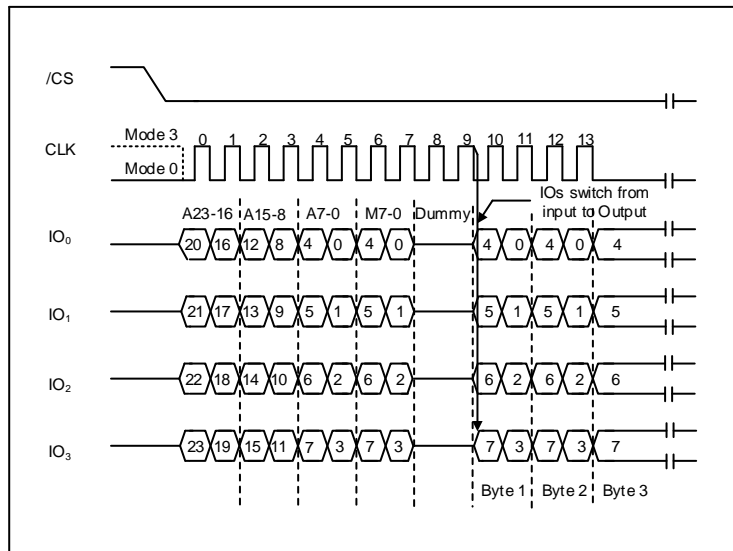 /CS
Mode 3
CLK
Mode 0
0 1 2 3 4 5 6 7 8 9 10 11 12 13
IOs switch from
input to Output
A23-16 A15-8 A7-0 M7-0 Dummy
IO0 20 16 12 8 4 0 4 0 4 0 4 0 4
IO1 21 17 13 9 5 1 5 1 5 1 5 1 5
IO2 22 18 14 10 6 2 6 2 6 2 6 2 6
IO3 23 19 15 11 7 3 7 3 7 3 7 3 7
Byte 1 Byte 2 Byte 3